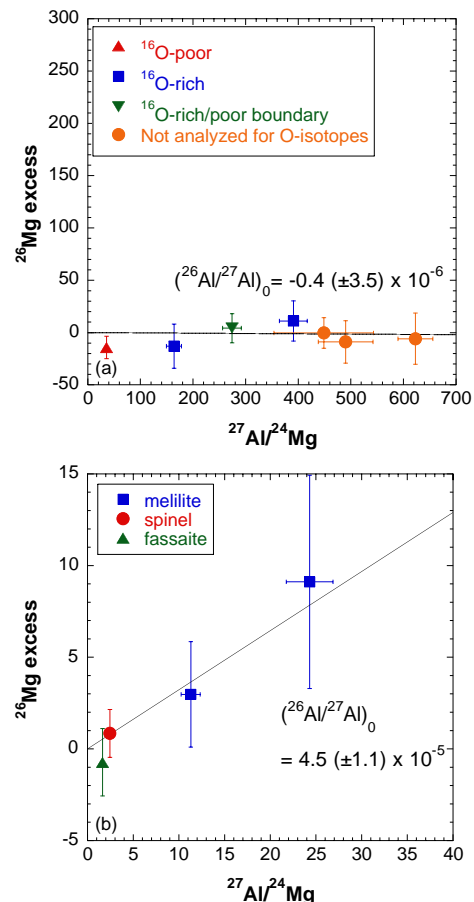 300
250
200
150
100
50
0
-50
²⁶Mg excess
¹⁶O-poor
¹⁶O-rich
¹⁶O-rich/poor boundary
Not analyzed for O-isotopes
(²⁶Al/²⁷Al)₀= -0.4 (±3.5) x 10⁻⁶
(a)
0 100 200 300 400 500 600 700
²⁷Al/²⁴Mg
15
10
5
0
-5
²⁶Mg excess
melilite
spinel
fassaite
(²⁶Al/²⁷Al)₀
= 4.5 (±1.1) x 10⁻⁵
(b)
0 5 10 15 20 25 30 35 40
²⁷Al/²⁴Mg